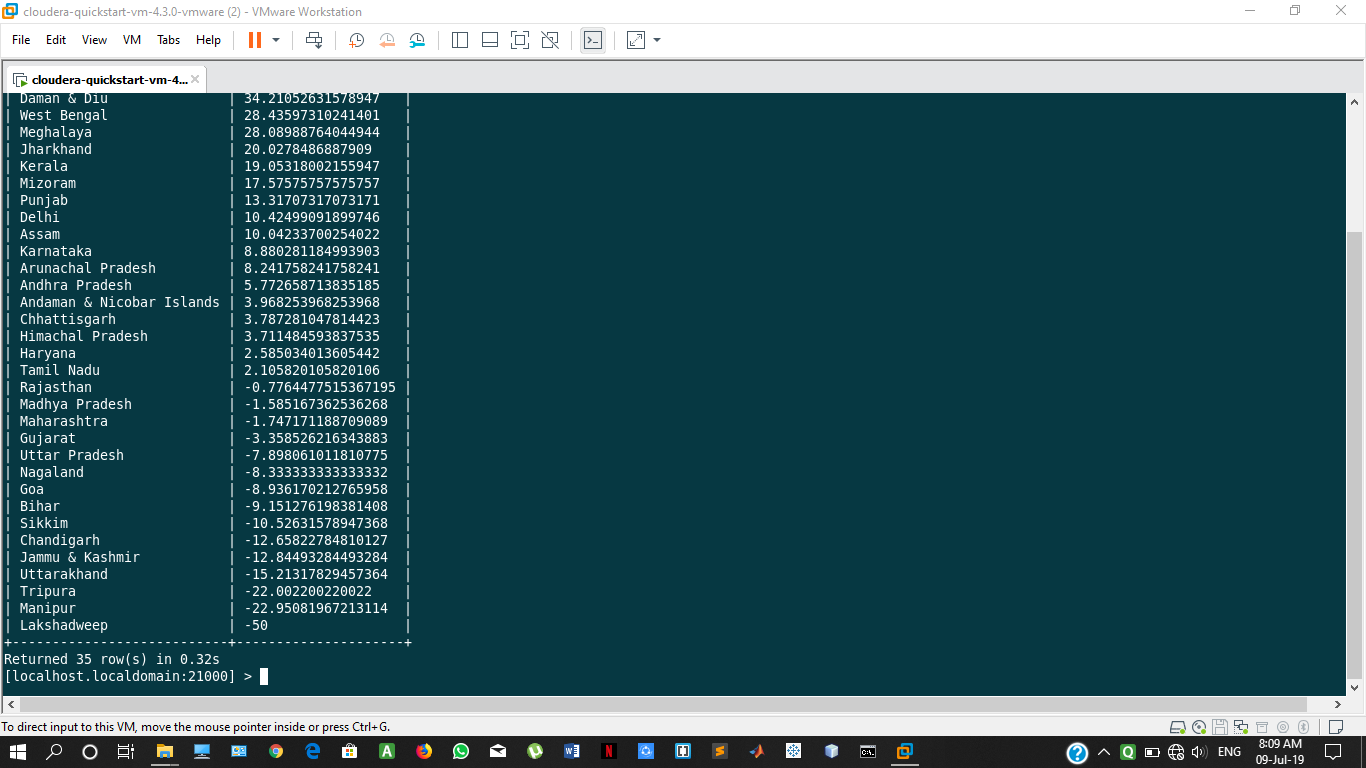 cloudera-quickstart-vm-4.3.0-vmware (2) - VMware Workstation
File Edit View VM Tabs Help
cloudera-quickstart-vm-4...
| Daman & Diu | 34.21052631578947 |
| West Bengal | 28.43597310241401 |
| Meghalaya | 28.08988764044944 |
| Jharkhand | 20.0278486887909 |
| Kerala | 19.05318002155947 |
| Mizoram | 17.57575757575757 |
| Punjab | 13.31707317073171 |
| Delhi | 10.42499091899746 |
| Assam | 10.04233700254022 |
| Karnataka | 8.880281184993903 |
| Arunachal Pradesh | 8.241758241758241 |
| Andhra Pradesh | 5.772658713835185 |
| Andaman & Nicobar Islands | 3.968253968253968 |
| Chhattisgarh | 3.787281047814423 |
| Himachal Pradesh | 3.711484593837535 |
| Haryana | 2.585034013605442 |
| Tamil Nadu | 2.105820105820106 |
| Rajasthan | -0.7764477515367195 |
| Madhya Pradesh | -1.585167362536268 |
| Maharashtra | -1.747171188709089 |
| Gujarat | -3.358526216343883 |
| Uttar Pradesh | -7.898061011810775 |
| Nagaland | -8.333333333333332 |
| Goa | -8.936170212765958 |
| Bihar | -9.151276198381408 |
| Sikkim | -10.52631578947368 |
| Chandigarh | -12.65822784810127 |
| Jammu & Kashmir | -12.84493284493284 |
| Uttarakhand | -15.21317829457364 |
| Tripura | -22.002200220022 |
| Manipur | -22.95081967213114 |
| Lakshadweep | -50 |
+---------------------------+---------------------+
Returned 35 row(s) in 0.32s
[localhost.localdomain:21000] >
To direct input to this VM, move the mouse pointer inside or press Ctrl+G.
ENG
8:09 AM
09-Jul-19